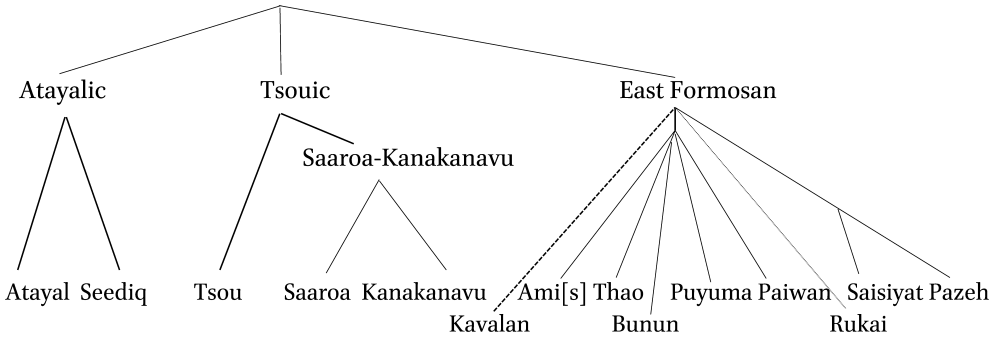 Atayalic Tsouic East Formosan
Saaroa-Kanakanavu
Atayal Seediq Tsou Saaroa Kanakanavu Ami[s] Thao Puyuma Paiwan Saisiyat Pazeh
Kavalan Bunun Rukai